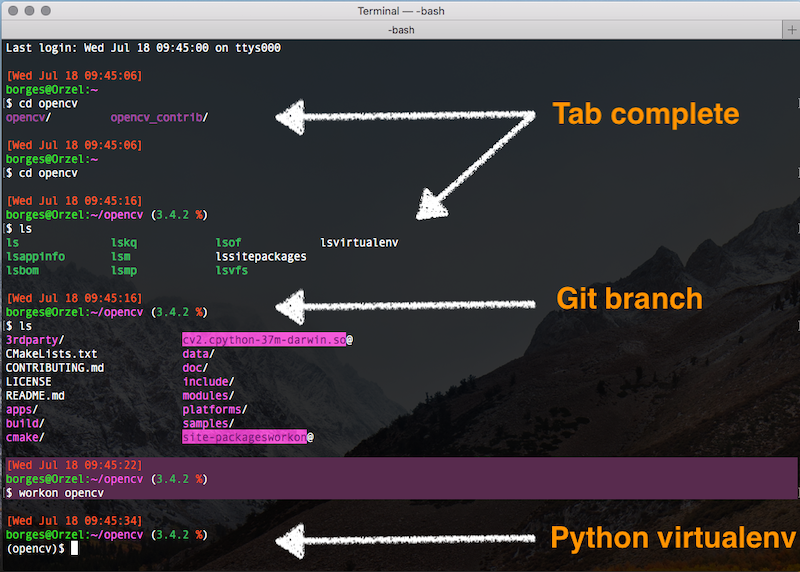 Terminal — -bash
-bash
+
Last login: Wed Jul 18 09:45:00 on ttys000
[Wed Jul 18 09:45:06]
borges@Orzel:~
$ cd opencv
opencv/ opencv_contrib/
Tab complete
[Wed Jul 18 09:45:06]
borges@Orzel:~
$ cd opencv
[Wed Jul 18 09:45:16]
borges@Orzel:~/opencv (3.4.2 %)
$ ls
ls lskq lsof lsvirtualenv
lsappinfo lsm lssitepackages
lsbom lsmp lsvfs
[Wed Jul 18 09:45:16]
borges@Orzel:~/opencv (3.4.2 %)
Git branch
$ ls
3rdparty/ cv2.cpython-37m-darwin.so@
CMakeLists.txt data/
CONTRIBUTING.md doc/
LICENSE include/
README.md modules/
apps/ platforms/
build/ samples/
cmake/ site-packagesworkon@
[Wed Jul 18 09:45:22]
borges@Orzel:~/opencv (3.4.2 %)
$ workon opencv
[Wed Jul 18 09:45:34]
borges@Orzel:~/opencv (3.4.2 %)
Python virtualenv
(opencv)$